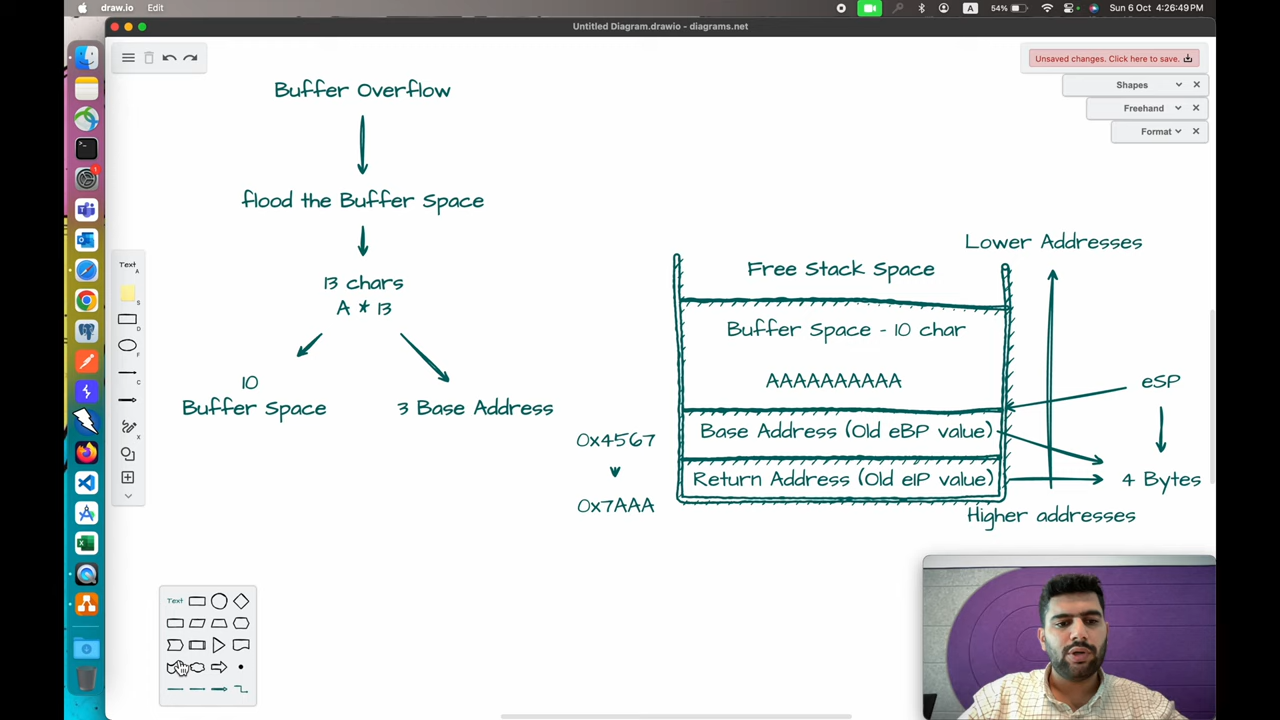 draw.io Edit
54% A Sun 6 Oct 4:26:49 PM
Untitled Diagram.drawio - diagrams.net
Unsaved changes. Click here to save.
Shapes
Freehand
Format
Buffer Overflow
flood the Buffer Space
13 chars
A * 13
10
Buffer Space
3 Base Address
0x4567
0x7AAA
Free Stack Space
Buffer Space - 10 char
AAAAAAAAAA
Base Address (Old eBP value)
Return Address (Old eIP value)
Lower Addresses
eSP
4 Bytes
Higher addresses
Text
Text